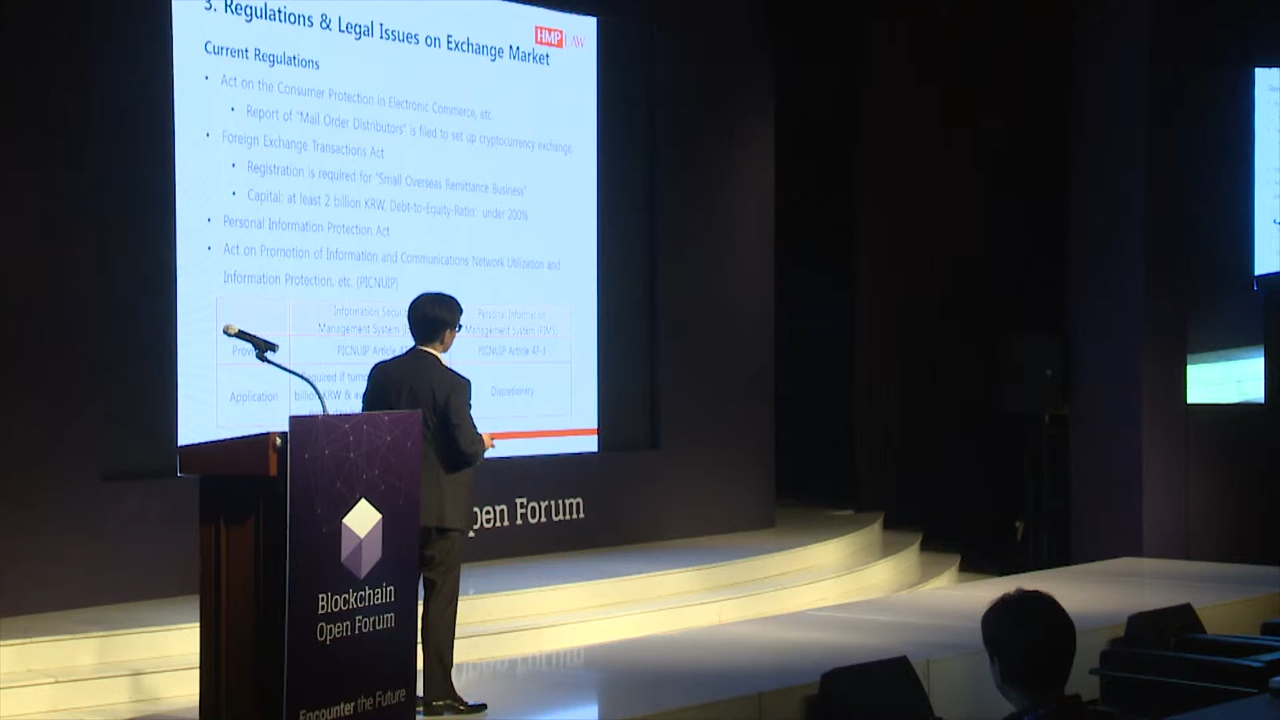 3. Regulations & Legal Issues on Exchange Market
HMP LAW
Current Regulations
• Act on the Consumer Protection in Electronic Commerce, etc.
• Report of "Mail Order Distributors" is filed to set up cryptocurrency exchange
• Foreign Exchange Transactions Act
• Registration is required for "Small Overseas Remittance Business"
• Capital: at least 2 billion KRW, Debt-to-Equity-Ratio: under 200%
• Personal Information Protection Act
• Act on Promotion of Information and Communications Network Utilization and
Information Protection, etc. (PICNUIP)
Information
Management System
Personal Information
Management System (PIMS)
PICNUIP Article
PICNUIP Article 47-3
Application
if
billion KRW &
Discretionary
Open Forum
Blockchain
Open Forum
Encounter the Future